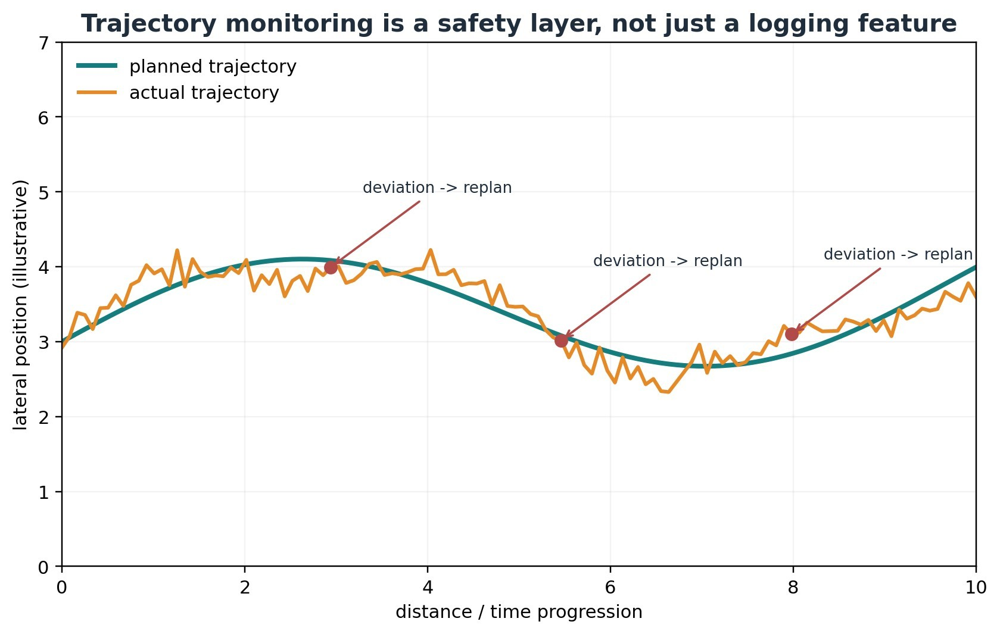 Trajectory monitoring is a safety layer, not just a logging feature
planned trajectory
actual trajectory
deviation -> replan
deviation -> replan
deviation -> replan
lateral position (illustrative)
7
6
5
4
3
2
1
0
0 2 4 6 8 10
distance / time progression